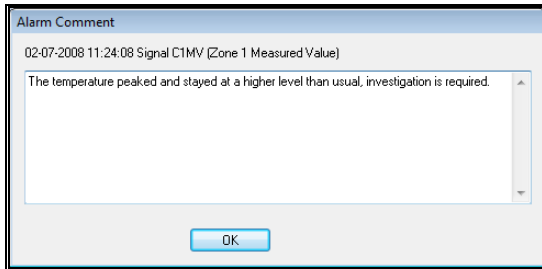 Alarm Comment
02-07-2008 11:24:08 Signal C1MV (Zone 1 Measured Value)
The temperature peaked and stayed at a higher level than usual, investigation is required.
OK